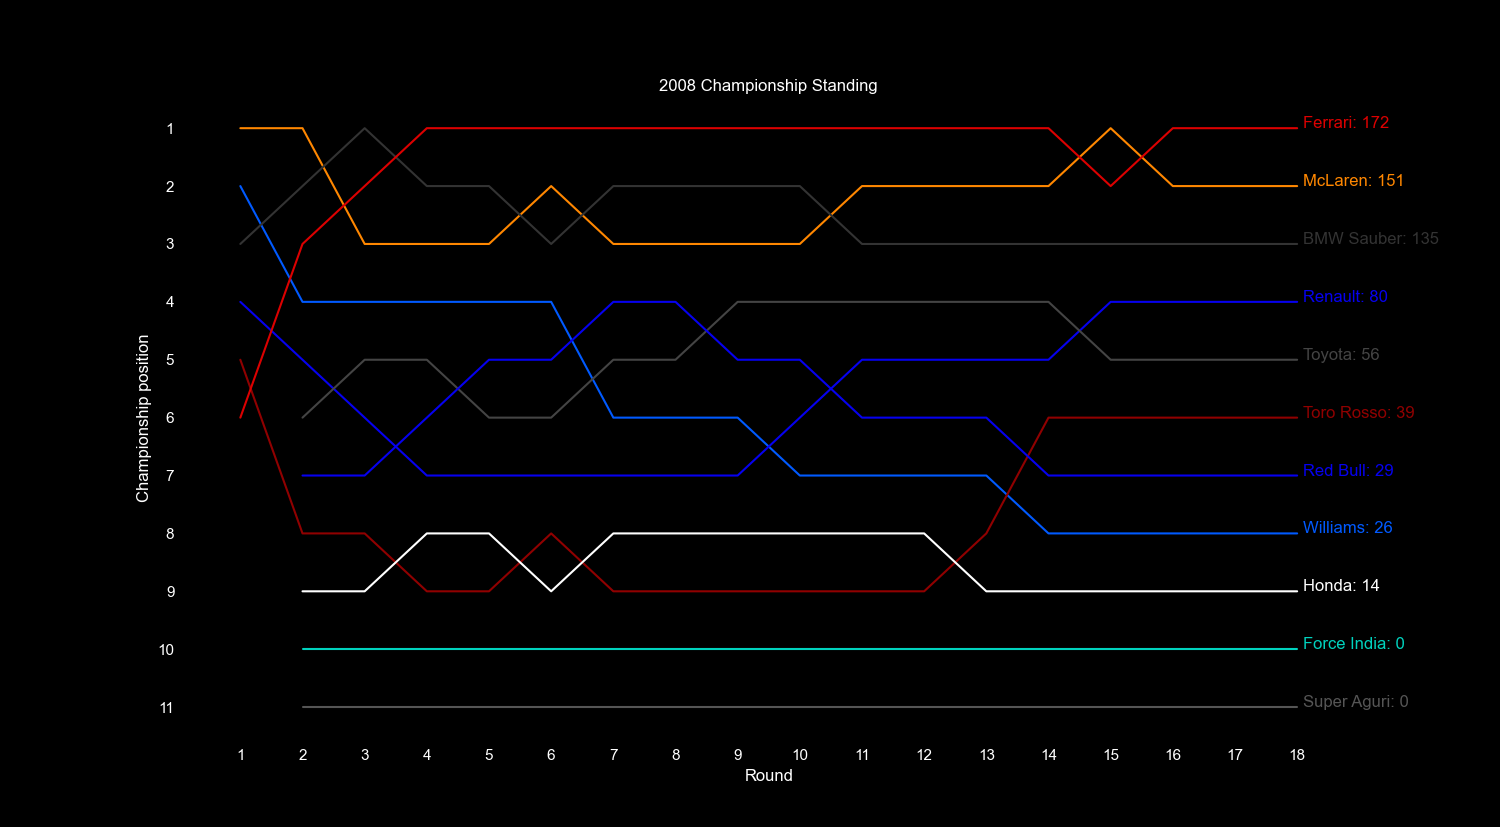 2008 Championship Standing
Championship position
1
2
3
4
5
6
7
8
9
10
11
Ferrari: 172
McLaren: 151
BMW Sauber: 135
Renault: 80
Toyota: 56
Toro Rosso: 39
Red Bull: 29
Williams: 26
Honda: 14
Force India: 0
Super Aguri: 0
1 2 3 4 5 6 7 8 9 10 11 12 13 14 15 16 17 18
Round